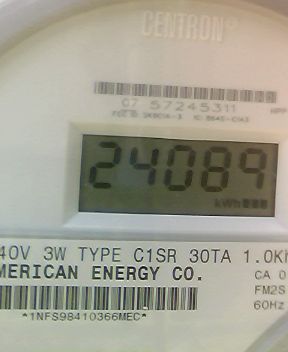 CENTRON
07 57245311
24089
kWh
40V 3W TYPE C1SR 30TA 1.0Kh
MERICAN ENERGY CO.
CA 0
FM2S
60Hz
*1NFS98410366MEC*